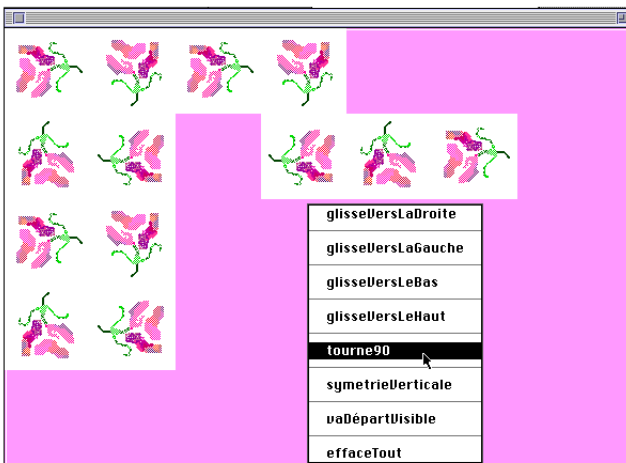 glisseVersLaDroite
glisseVersLaGauche
glisseVersLeBas
glisseVersLeHaut
tourne90
symetrieVerticale
vaDépartVisible
effaceTout